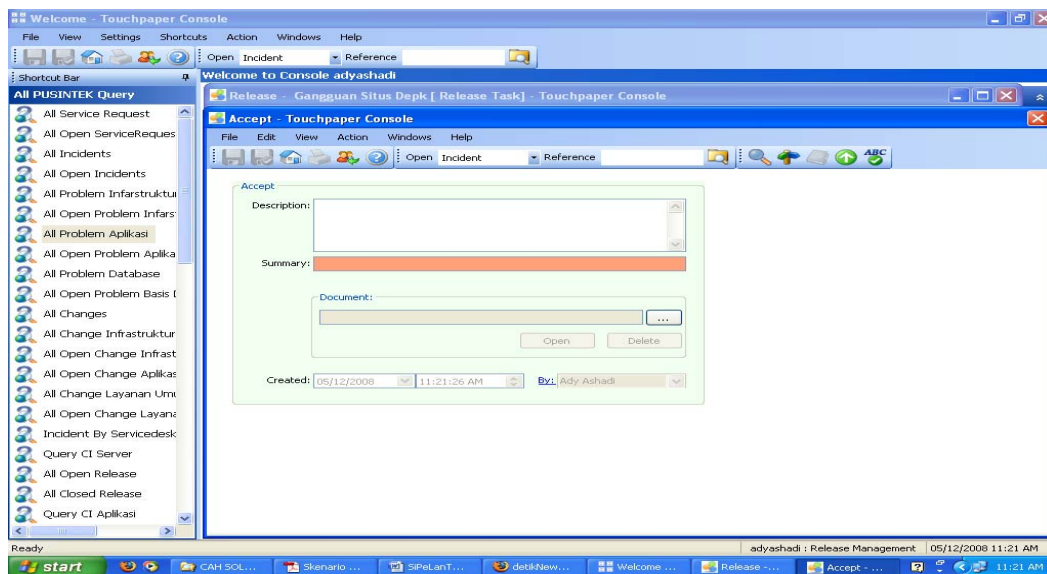 Welcome - Touchpaper Console
File View Settings Shortcuts Action Windows Help
Open Incident Reference
Shortcut Bar
Welcome to Console adyashadi
All PUSINTEK Query
All Service Request
All Open ServiceReques
All Incidents
All Open Incidents
All Problem Infarstruktur
All Open Problem Infars
All Problem Aplikasi
All Open Problem Aplika
All Problem Database
All Open Problem Basis D
All Changes
All Change Infrastruktur
All Open Change Infrast
All Open Change Aplikas
All Change Layanan Umu
All Open Change Layana
Incident By Servicedesk
Query CI Server
All Open Release
All Closed Release
Query CI Aplikasi
Release - Gangguan Situs Depk [ Release Task] - Touchpaper Console
Accept - Touchpaper Console
File Edit View Action Windows Help
Open Incident Reference ABC
Accept
Description:
Summary:
Document:
...
Open Delete
Created: 05/12/2008 11:21:26 AM By: Ady Ashadi
Ready
adyashadi : Release Management 05/12/2008 11:21 AM
start CAH SOL... Skenario ... SiPeLanT... detikNew... Welcome ... Release -... Accept - ... 11:21 AM